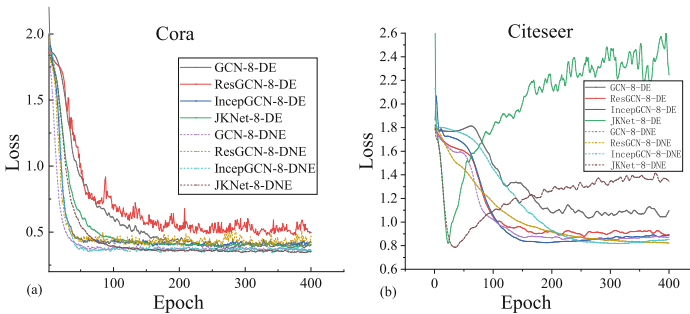 Cora
2.0
1.5
1.0
0.5
Loss
100
200
300
400
Epoch
(a)
GCN-8-DE
ResGCN-8-DE
IncepGCN-8-DE
JKNet-8-DE
GCN-8-DNE
ResGCN-8-DNE
IncepGCN-8-DNE
JKNet-8-DNE
Citeseer
2.6
2.4
2.2
2.0
1.8
1.6
1.4
1.2
1.0
0.8
0.6
Loss
0
100
200
300
400
Epoch
(b)
GCN-8-DE
ResGCN-8-DE
IncepGCN-8-DE
JKNet-8-DE
GCN-8-DNE
ResGCN-8-DNE
IncepGCN-8-DNE
JKNet-8-DNE